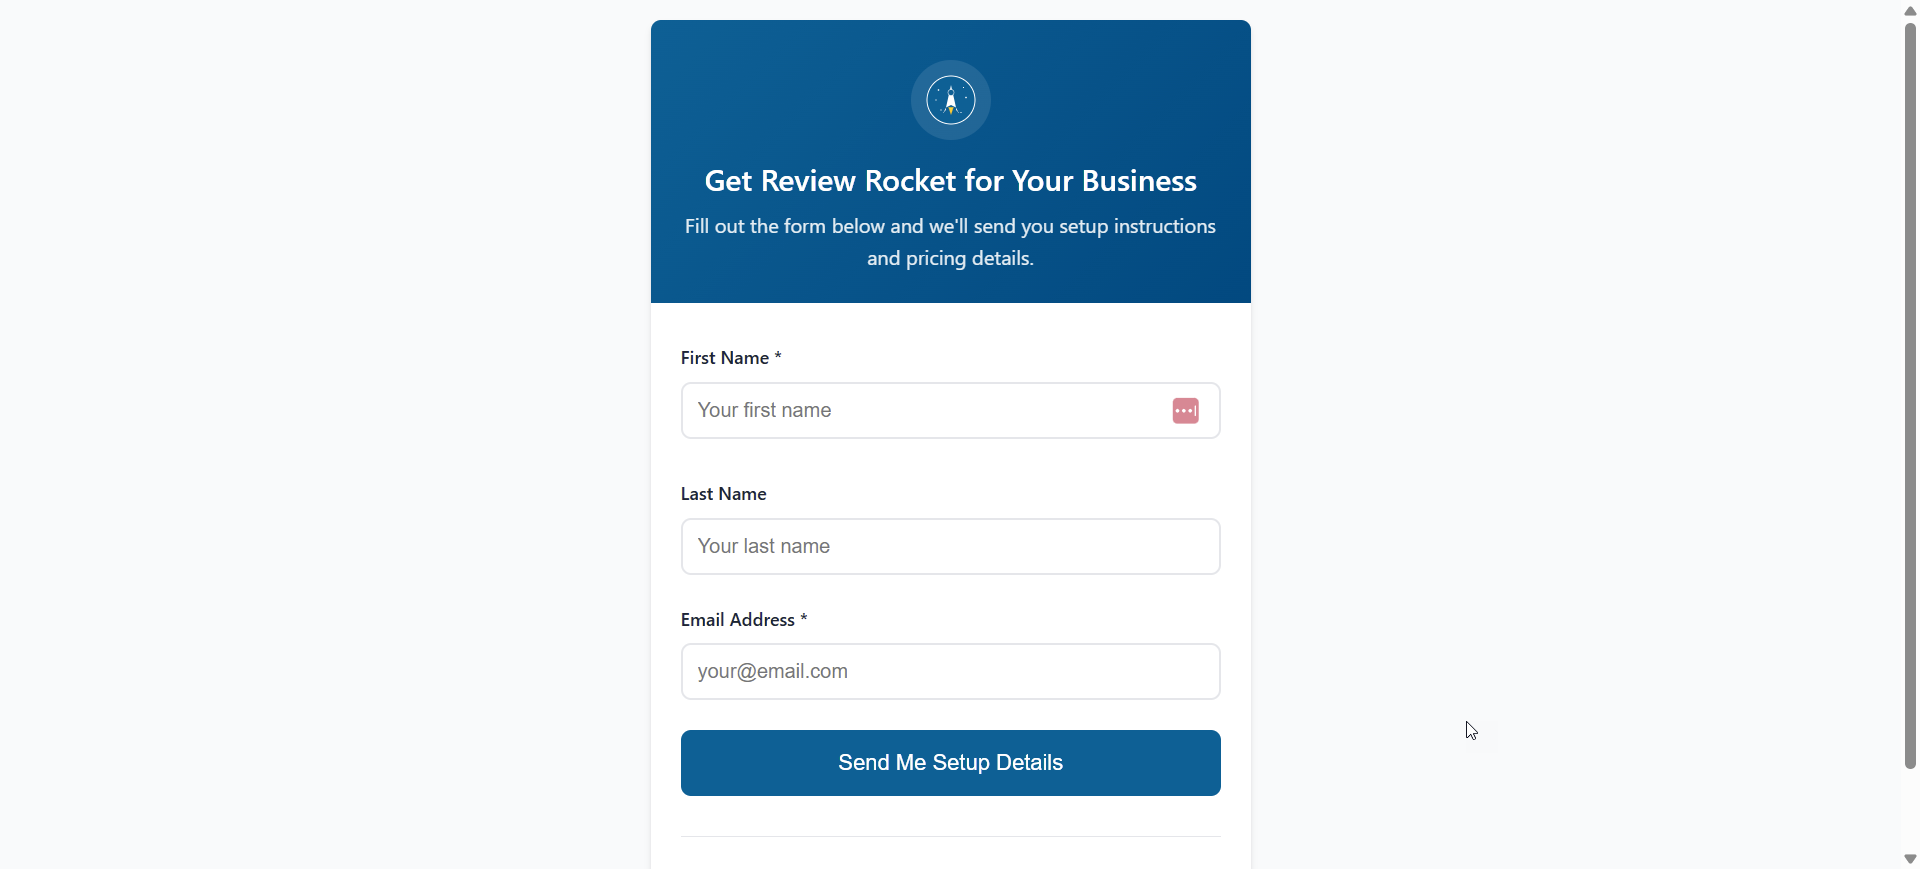 Get Review Rocket for Your Business
Fill out the form below and we'll send you setup instructions
and pricing details.
First Name *
Your first name
Last Name
Your last name
Email Address *
your@email.com
Send Me Setup Details